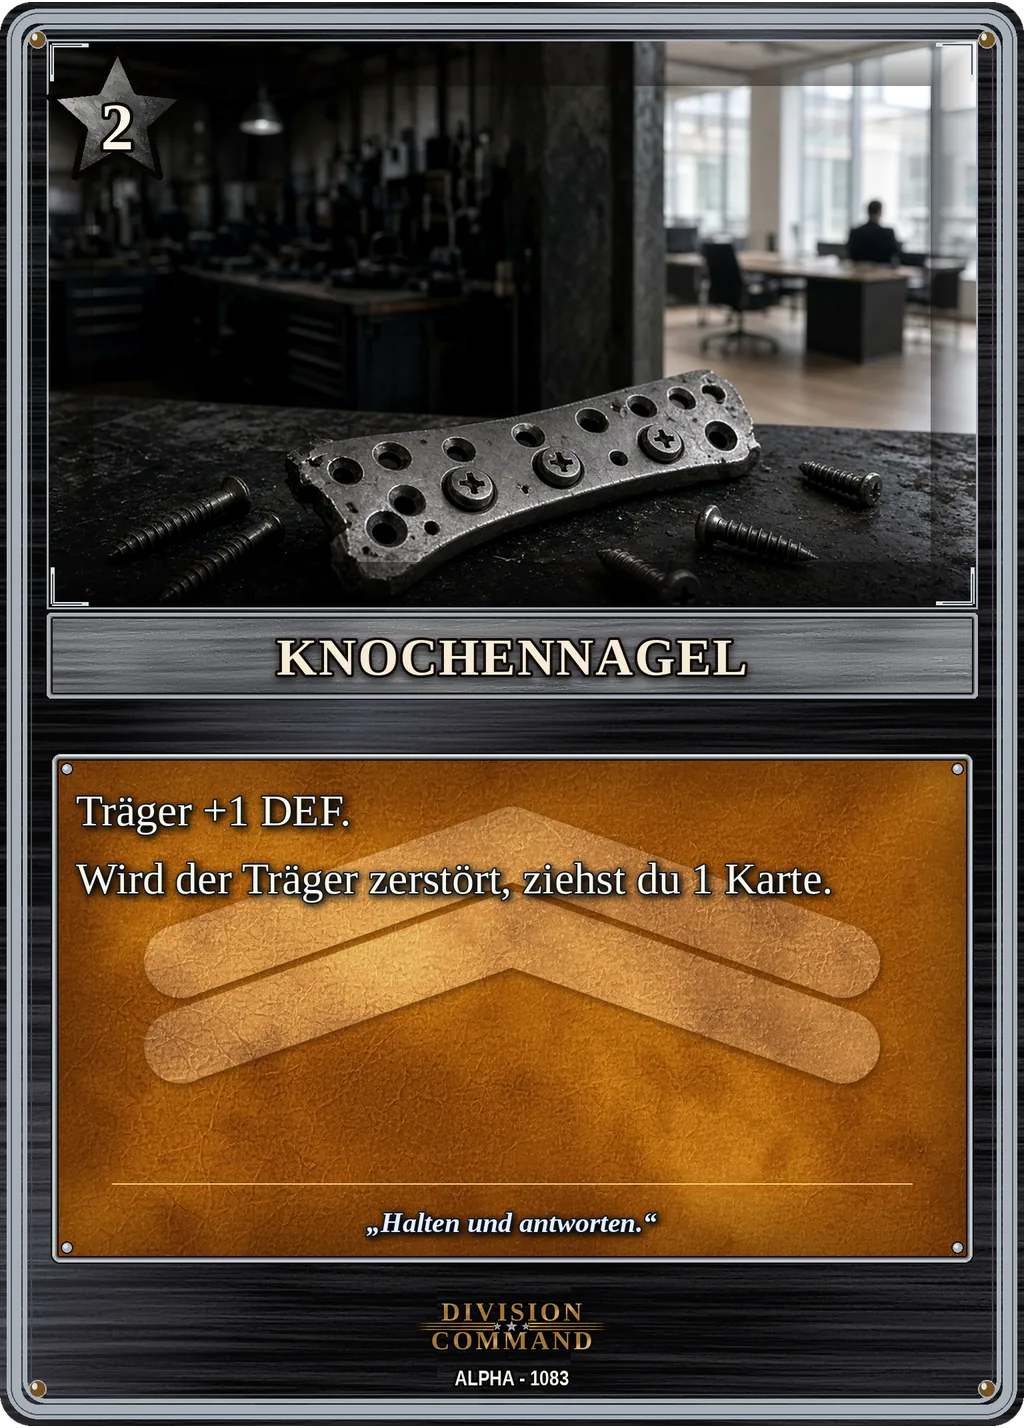 2
KNOCHENNAGEL
Träger +1 DEF.
Wird der Träger zerstört, ziehst du 1 Karte.
„Halten und antworten.“
DIVISION
COMMAND
ALPHA - 1083